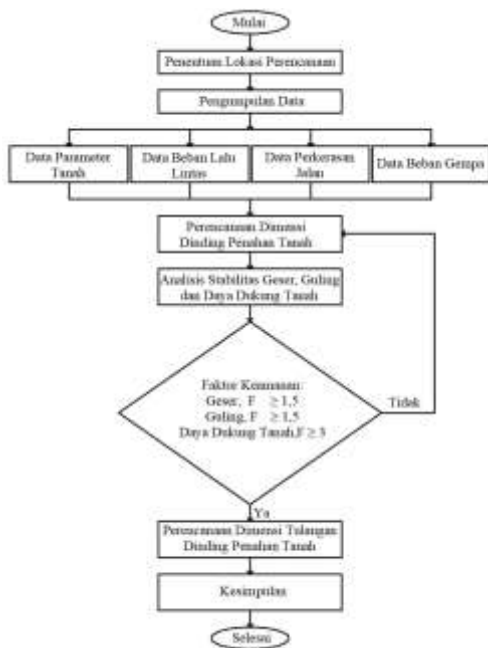 Mulai
Penentuan Lokasi Perencanaan
Pengumpulan Data
Data Parameter
Tanah
Data Beban Lalu
Lintas
Data Perkerasan
Jalan
Data Beban Gempa
Perencanaan Dimensi
Dinding Penahan Tanah
Analisis Stabilitas Geser, Guling
dan Daya Dukung Tanah
Faktor Keamanan:
Geser, F ≥ 1,5
Guling, F ≥ 1,5
Daya Dukung Tanah,F ≥ 3
Tidak
Ya
Perencanaan Dimensi Tulangan
Dinding Penahan Tanah
Kesimpulan
Selesai